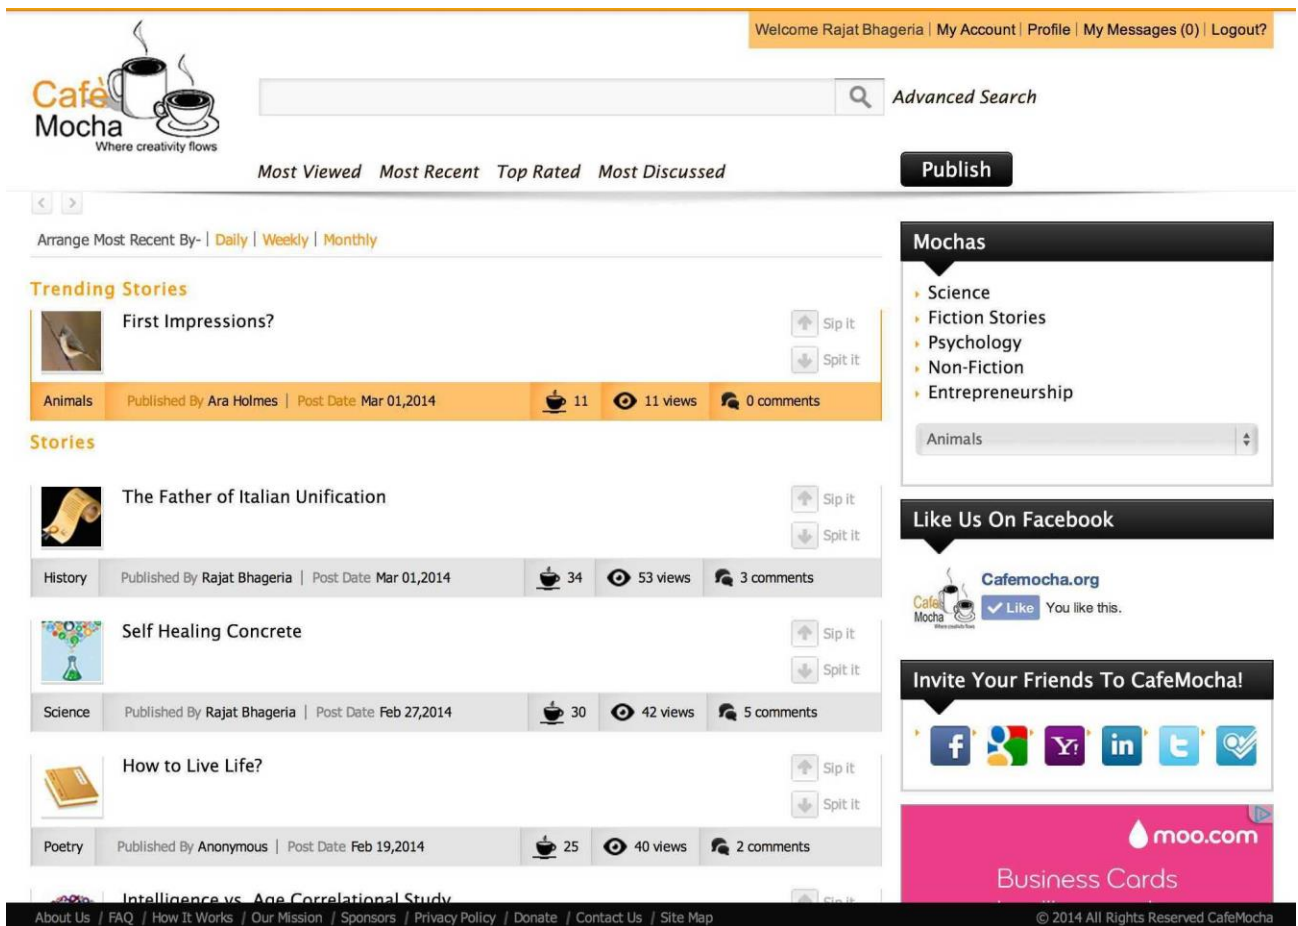 Welcome Rajat Bhageria | My Account | Profile | My Messages (0) | Logout?
Cafè
Mocha
Where creativity flows
Advanced Search
Most Viewed Most Recent Top Rated Most Discussed
Publish
< >
Arrange Most Recent By- | Daily | Weekly | Monthly
Trending Stories
First Impressions?
Sip it
Spit it
Animals Published By Ara Holmes | Post Date Mar 01,2014 11 11 views 0 comments
Stories
The Father of Italian Unification
Sip it
Spit it
History Published By Rajat Bhageria | Post Date Mar 01,2014 34 53 views 3 comments
Self Healing Concrete
Sip it
Spit it
Science Published By Rajat Bhageria | Post Date Feb 27,2014 30 42 views 5 comments
How to Live Life?
Sip it
Spit it
Poetry Published By Anonymous | Post Date Feb 19,2014 25 40 views 2 comments
Intelligence vs. Age Correlational Study
Sip it
Mochas
Science
Fiction Stories
Psychology
Non-Fiction
Entrepreneurship
Animals
Like Us On Facebook
Cafè
Mocha
Where creativity flows
Cafemocha.org
Like You like this.
Invite Your Friends To CafeMocha!
f Y! in t
moo.com
Business Cards
About Us / FAQ / How It Works / Our Mission / Sponsors / Privacy Policy / Donate / Contact Us / Site Map
© 2014 All Rights Reserved CafeMocha